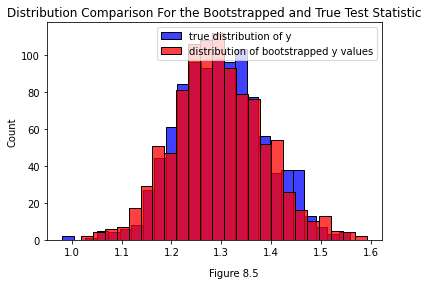 Distribution Comparison For the Bootstrapped and True Test Statistic
true distribution of y
distribution of bootstrapped y values
Count
100
80
60
40
20
0
1.0 1.1 1.2 1.3 1.4 1.5 1.6
Figure 8.5